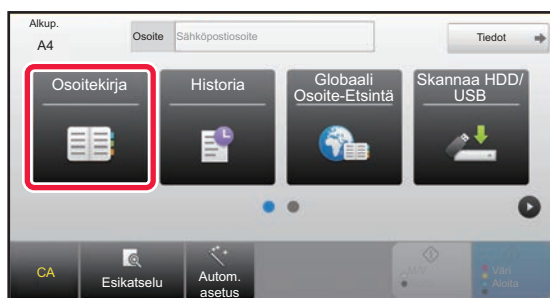 Alkup.
A4
Osoite
Sähköpostiosoite
Tiedot
Osoitekirja
Historia
Globaali
Osoite-Etsintä
Skannaa HDD/
USB
CA
Esikatselu
Autom.
asetus
Väri
Aloita